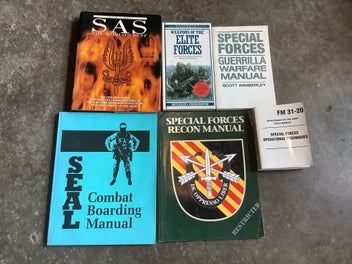 SAS
WEAPONS OF THE
ELITE
FORCES
SPECIAL
FORCES
GUERRILLA
WARFARE
MANUAL
SCOTT WIMBERLEY
FM 31-20
SPECIAL FORCES
OPERATIONAL TECHNIQUES
SEAL
Combat
Boarding
Manual
SPECIAL FORCES
RECON MANUAL
DE OPPRESSO LIBER
RESTRICTED